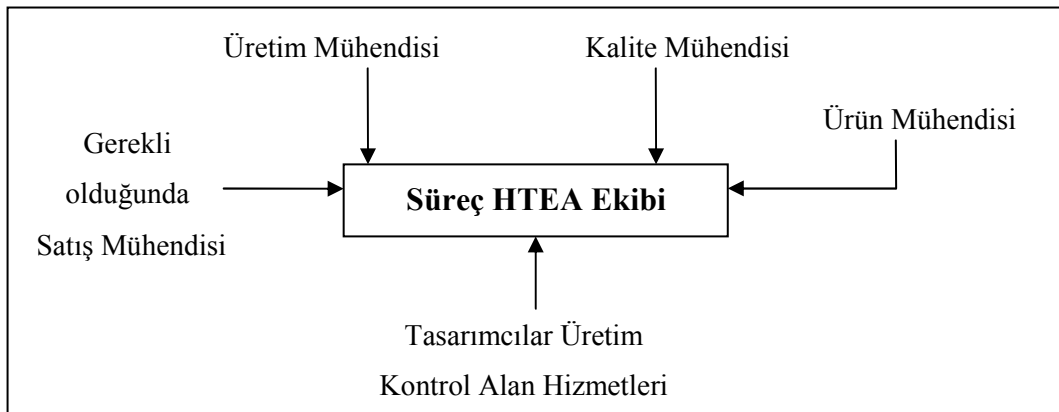 Üretim Mühendisi
Kalite Mühendisi
Ürün Mühendisi
Gerekli
olduğunda
Satış Mühendisi
Süreç HTEA Ekibi
Tasarımcılar Üretim
Kontrol Alan Hizmetleri